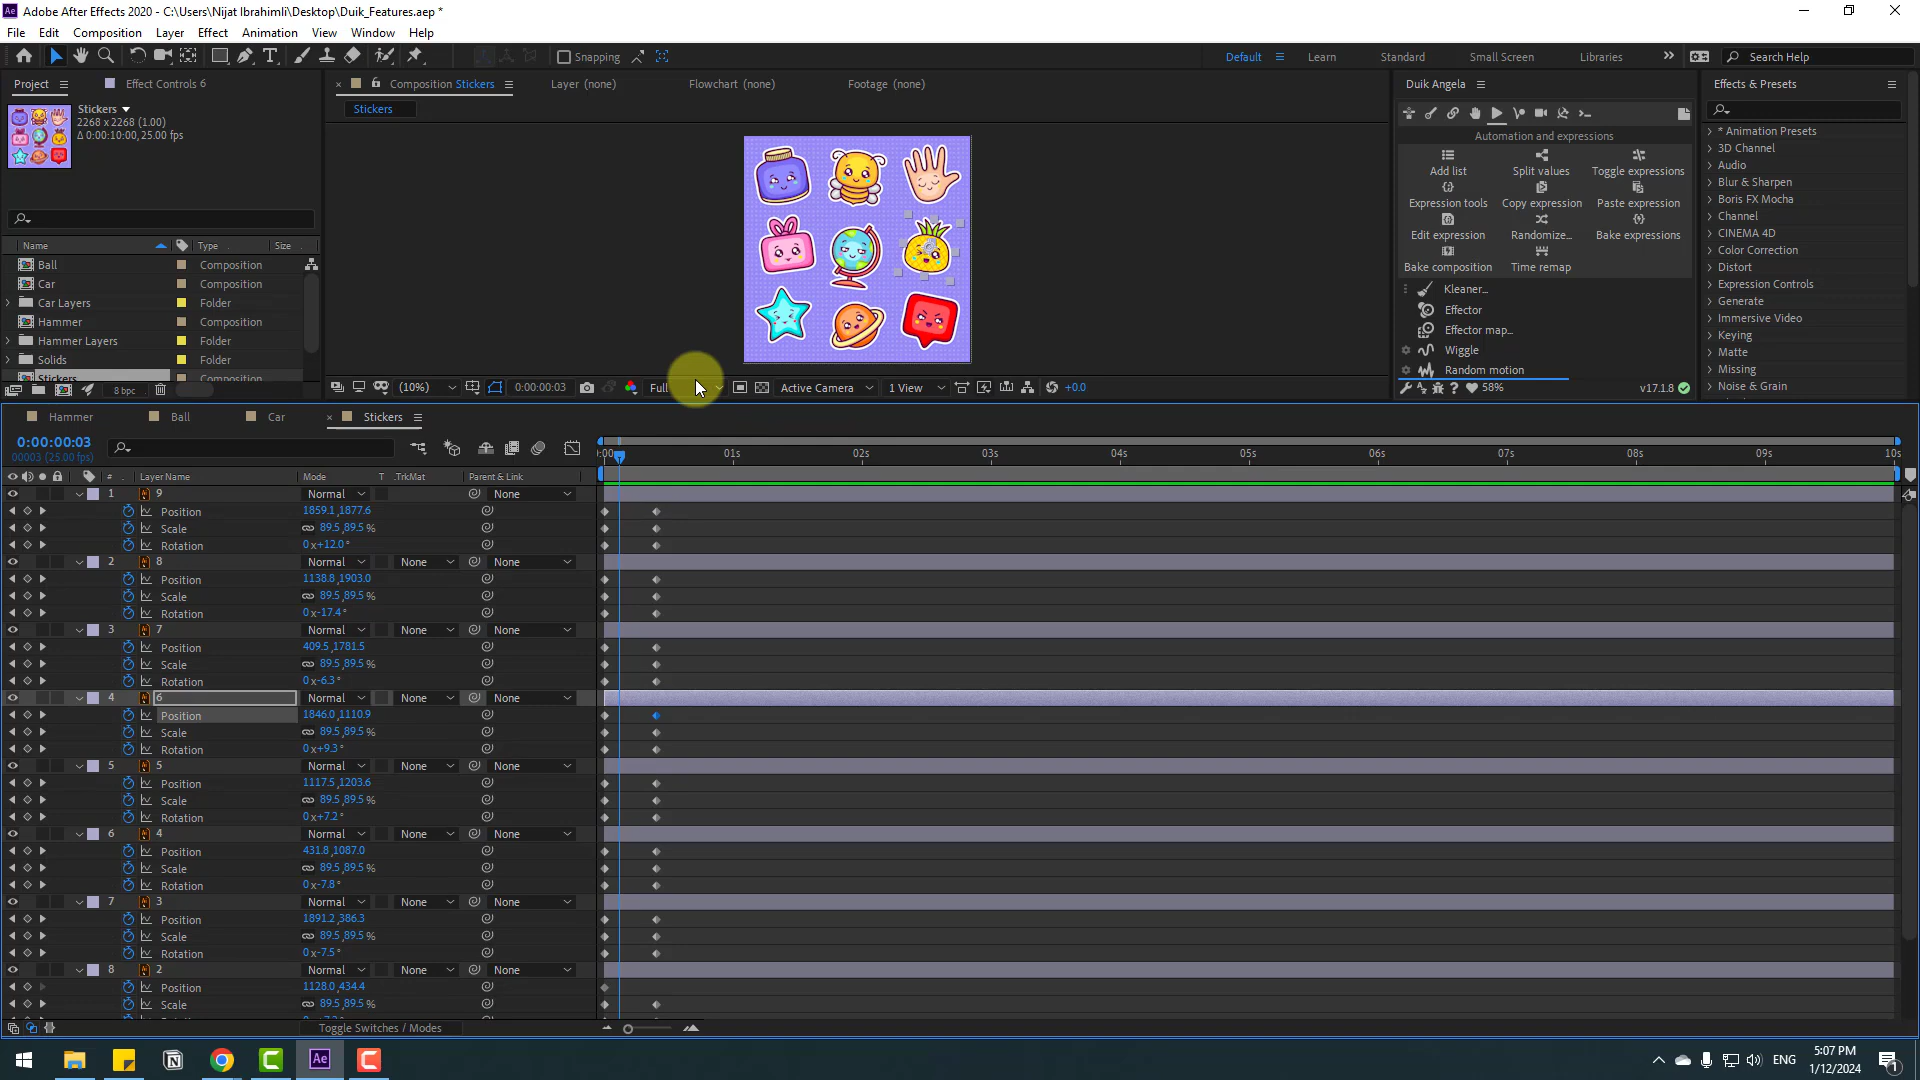 Adobe After Effects 2020 - C:\Users\Nijat Ibrahimli\Desktop\Duik_Features.aep *
File Edit Composition Layer Effect Animation View Window Help
Snapping Default Learn Standard Small Screen Libraries Search Help
Project Effect Controls 6 Composition Stickers Layer (none) Flowchart (none) Footage (none) Duik Angela Effects & Presets
Stickers
2268 x 2268 (1.00)
Δ 0:00:10:00, 25.00 fps
Stickers
Name Type Size
Ball Composition
Car Composition
Car Layers Folder
Hammer Composition
Hammer Layers Folder
Solids Folder
Stickers Composition
8 bpc
(10%) 0:00:00:03 Full Active Camera 1 View +0.0
Automation and expressions
Add list Split values Toggle expressions
Expression tools Copy expression Paste expression
Edit expression Randomize... Bake expressions
Bake composition Time remap
Kleaner...
Effector
Effector map...
Wiggle
Random motion
58% v17.1.8
* Animation Presets
3D Channel
Audio
Blur & Sharpen
Boris FX Mocha
Channel
CINEMA 4D
Color Correction
Distort
Expression Controls
Generate
Immersive Video
Keying
Matte
Missing
Noise & Grain
Hammer Ball Car Stickers
0:00:00:03
00003 (25.00 fps)
:00 01s 02s 03s 04s 05s 06s 07s 08s 09s 10s
# Layer Name Mode T .TrkMat Parent & Link
1 9 Normal None
Position 1859.1,1877.6
Scale 89.5,89.5%
Rotation 0x+12.0°
2 8 Normal None None
Position 1138.8,1903.0
Scale 89.5,89.5%
Rotation 0x-17.4°
3 7 Normal None None
Position 409.5,1781.5
Scale 89.5,89.5%
Rotation 0x-6.3°
4 6 Normal None None
Position 1846.0,1110.9
Scale 89.5,89.5%
Rotation 0x+9.3°
5 5 Normal None None
Position 1117.5,1203.6
Scale 89.5,89.5%
Rotation 0x+7.2°
6 4 Normal None None
Position 431.8,1087.0
Scale 89.5,89.5%
Rotation 0x-7.8°
7 3 Normal None None
Position 1891.2,386.3
Scale 89.5,89.5%
Rotation 0x-7.5°
8 2 Normal None None
Position 1128.0,434.4
Scale 89.5,89.5%
Toggle Switches / Modes
Ae ENG 5:07 PM
1/12/2024 1